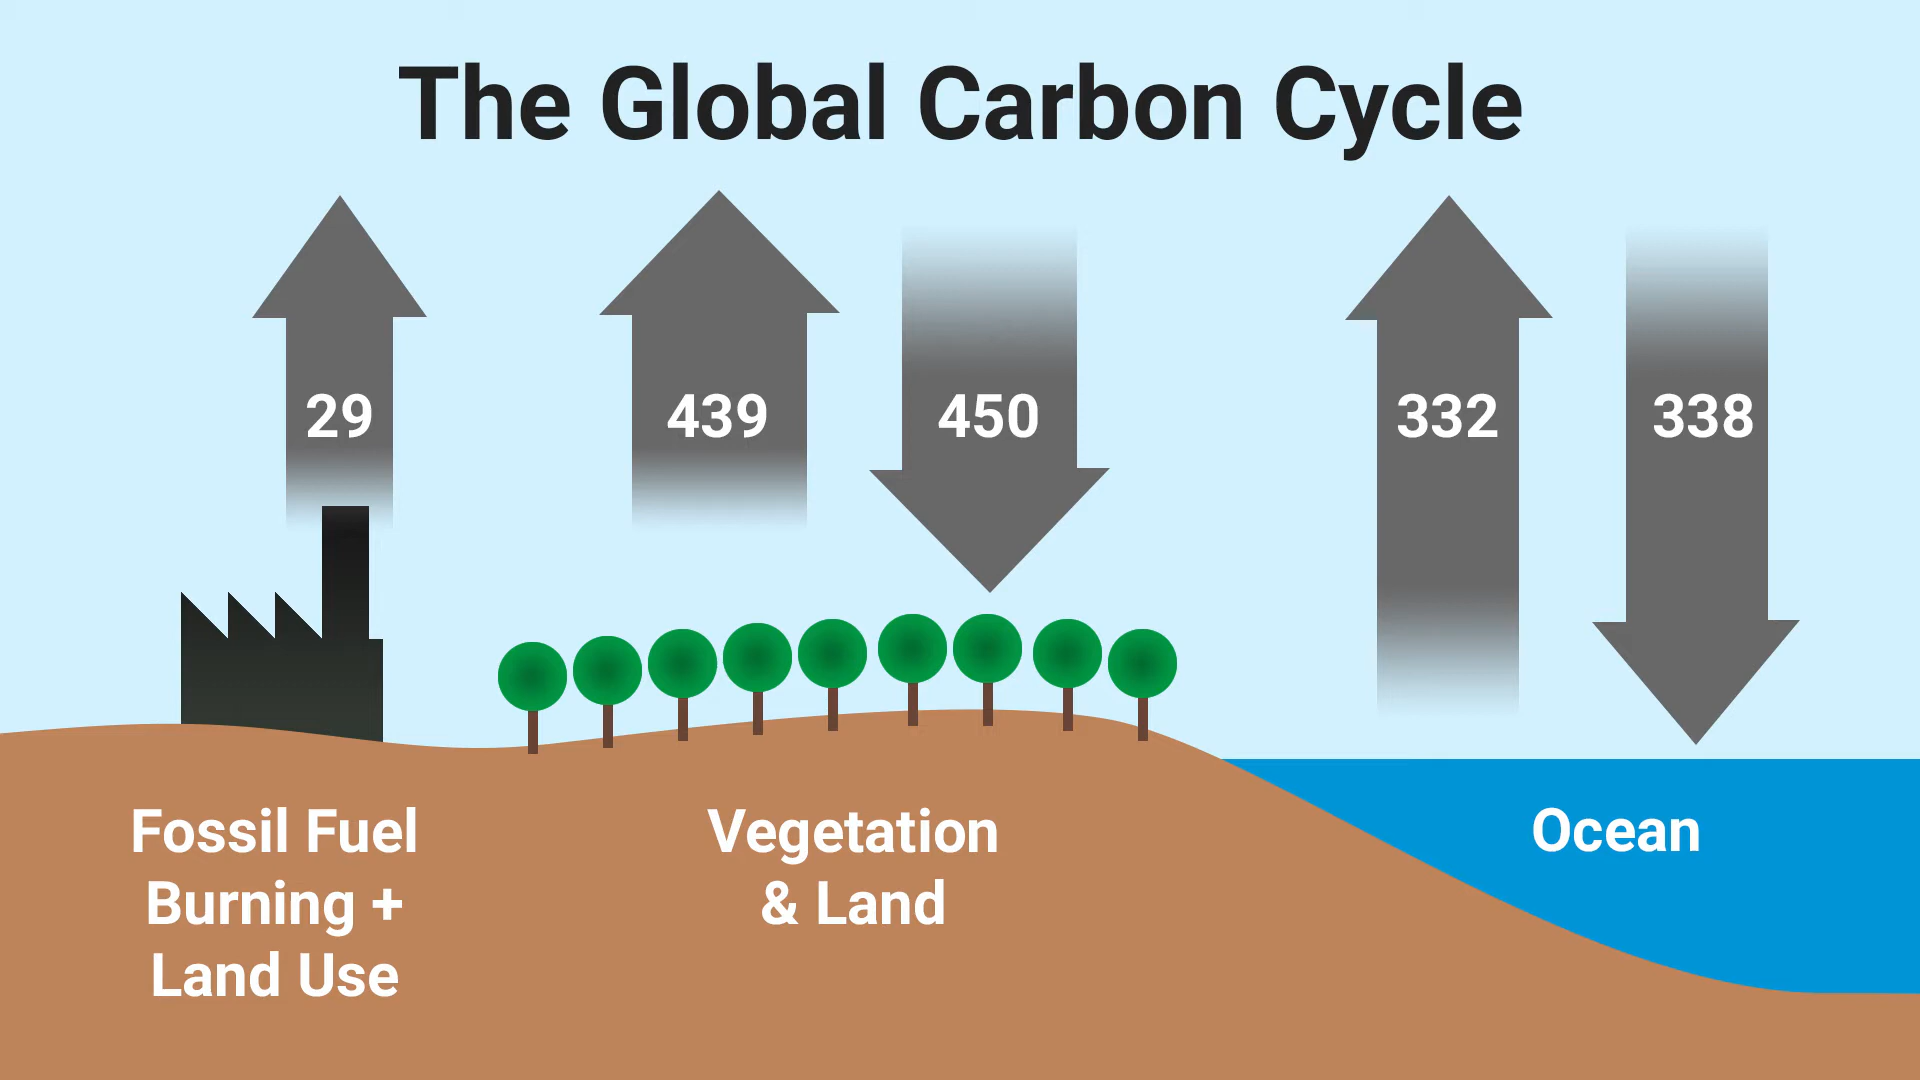 The Global Carbon Cycle
29
439
450
332
338
Fossil Fuel
Burning +
Land Use
Vegetation
& Land
Ocean